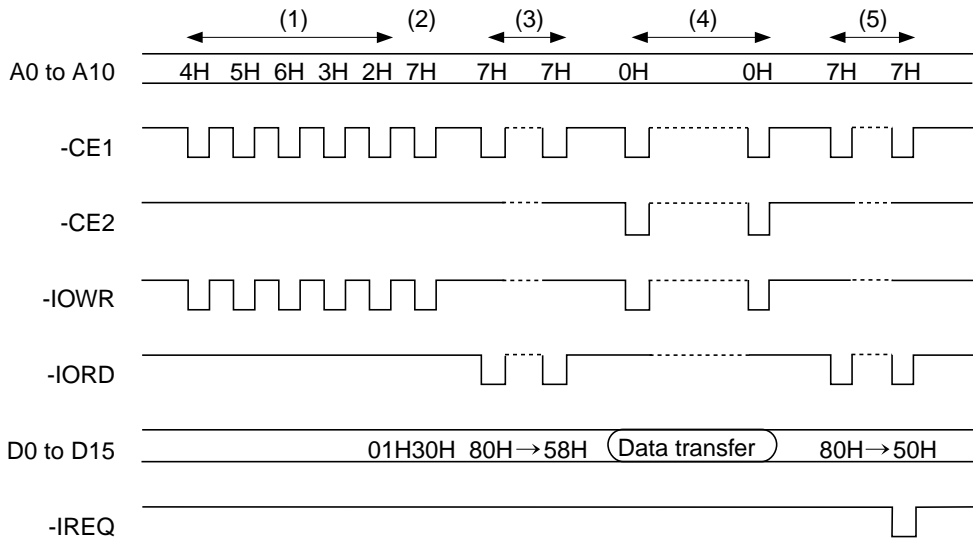 (1) (2) (3) (4) (5)
A0 to A10 4H 5H 6H 3H 2H 7H 7H 7H 0H 0H 7H 7H
-CE1
-CE2
-IOWR
-IORD
D0 to D15 01H30H 80H→58H Data transfer 80H→50H
-IREQ